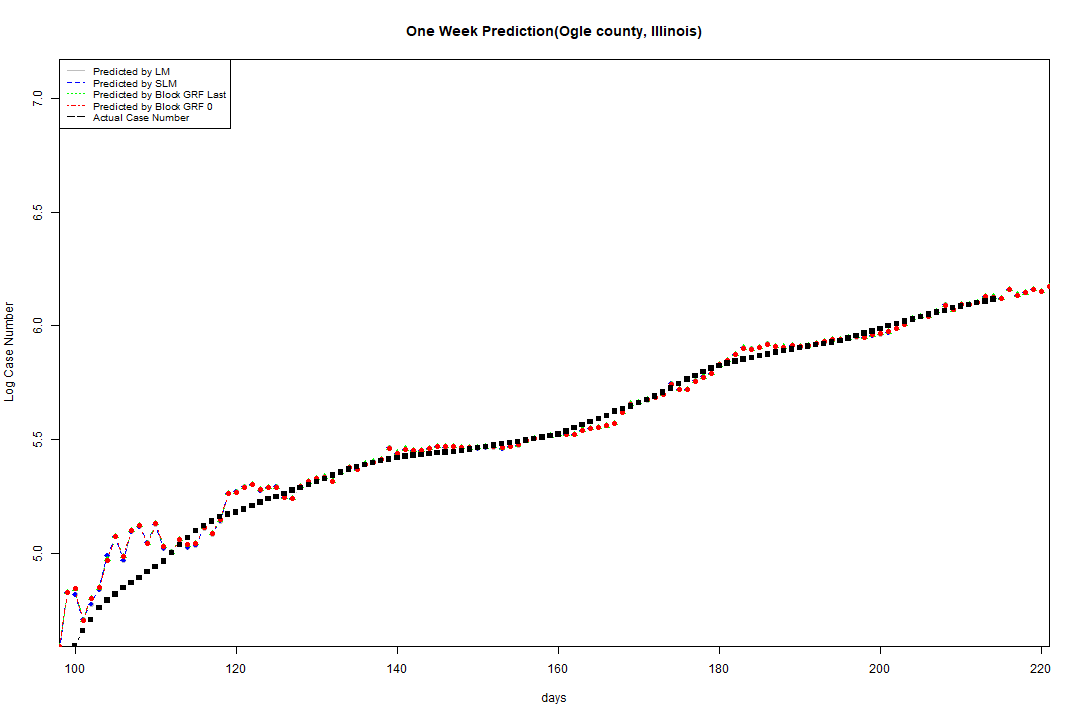 One Week Prediction(Ogle county, Illinois)
Predicted by LM
Predicted by SLM
Predicted by Block GRF Last
Predicted by Block GRF 0
Actual Case Number
7.0
6.5
6.0
5.5
5.0
Log Case Number
100 120 140 160 180 200 220
days